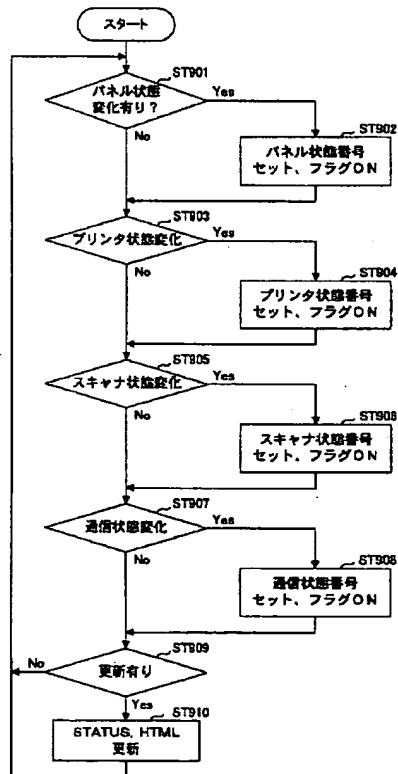 スタート
ST901
パネル状態
変化有り？
Yes
No
ST902
パネル状態番号
セット、フラグON
ST903
プリンタ状態変化
Yes
No
ST904
プリンタ状態番号
セット、フラグON
ST905
スキャナ状態変化
Yes
No
ST906
スキャナ状態番号
セット、フラグON
ST907
通信状態変化
Yes
No
ST908
通信状態番号
セット、フラグON
ST909
更新有り
No
Yes
ST910
STATUS. HTML
更新